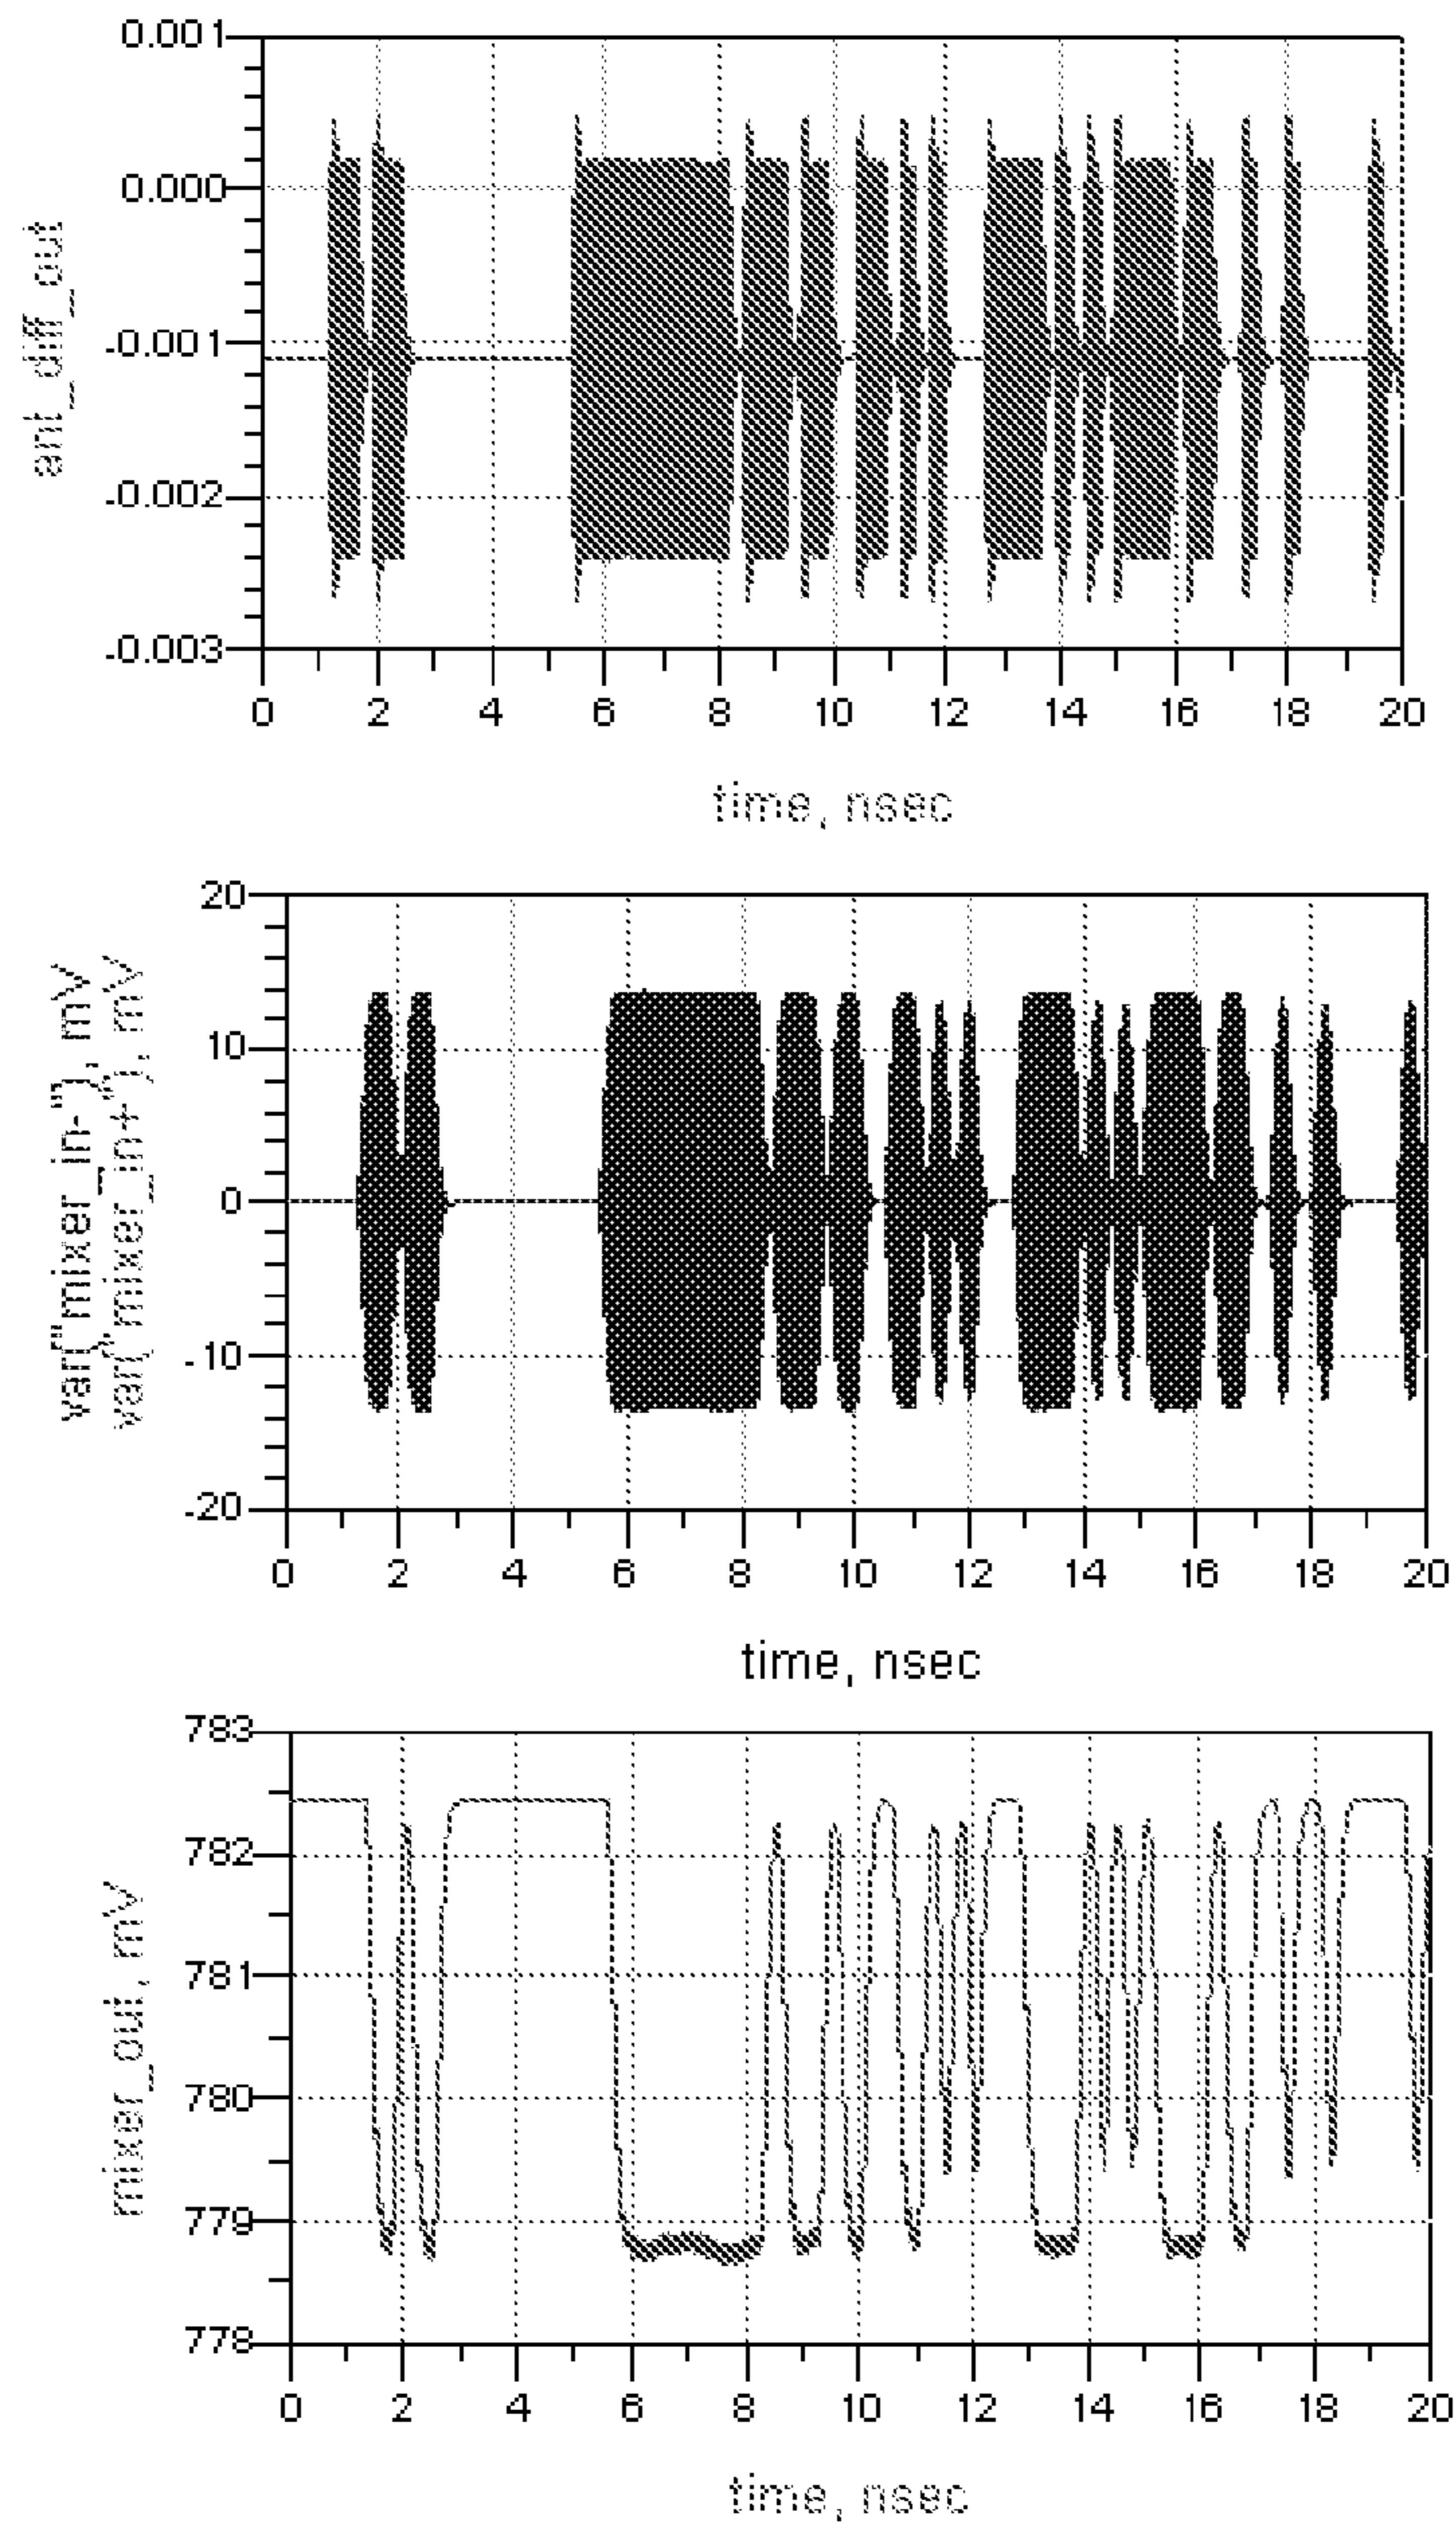 0.001
0.000
-0.001
-0.002
-0.003
ant_diff_out
0 2 4 6 8 10 12 14 16 18 20
time, nsec
20
10
0
-10
-20
var("mixer_in-"), mV
var("mixer_in+"), mV
0 2 4 6 8 10 12 14 16 18 20
time, nsec
783
782
781
780
779
778
mixer_out, mV
0 2 4 6 8 10 12 14 16 18 20
time, nsec